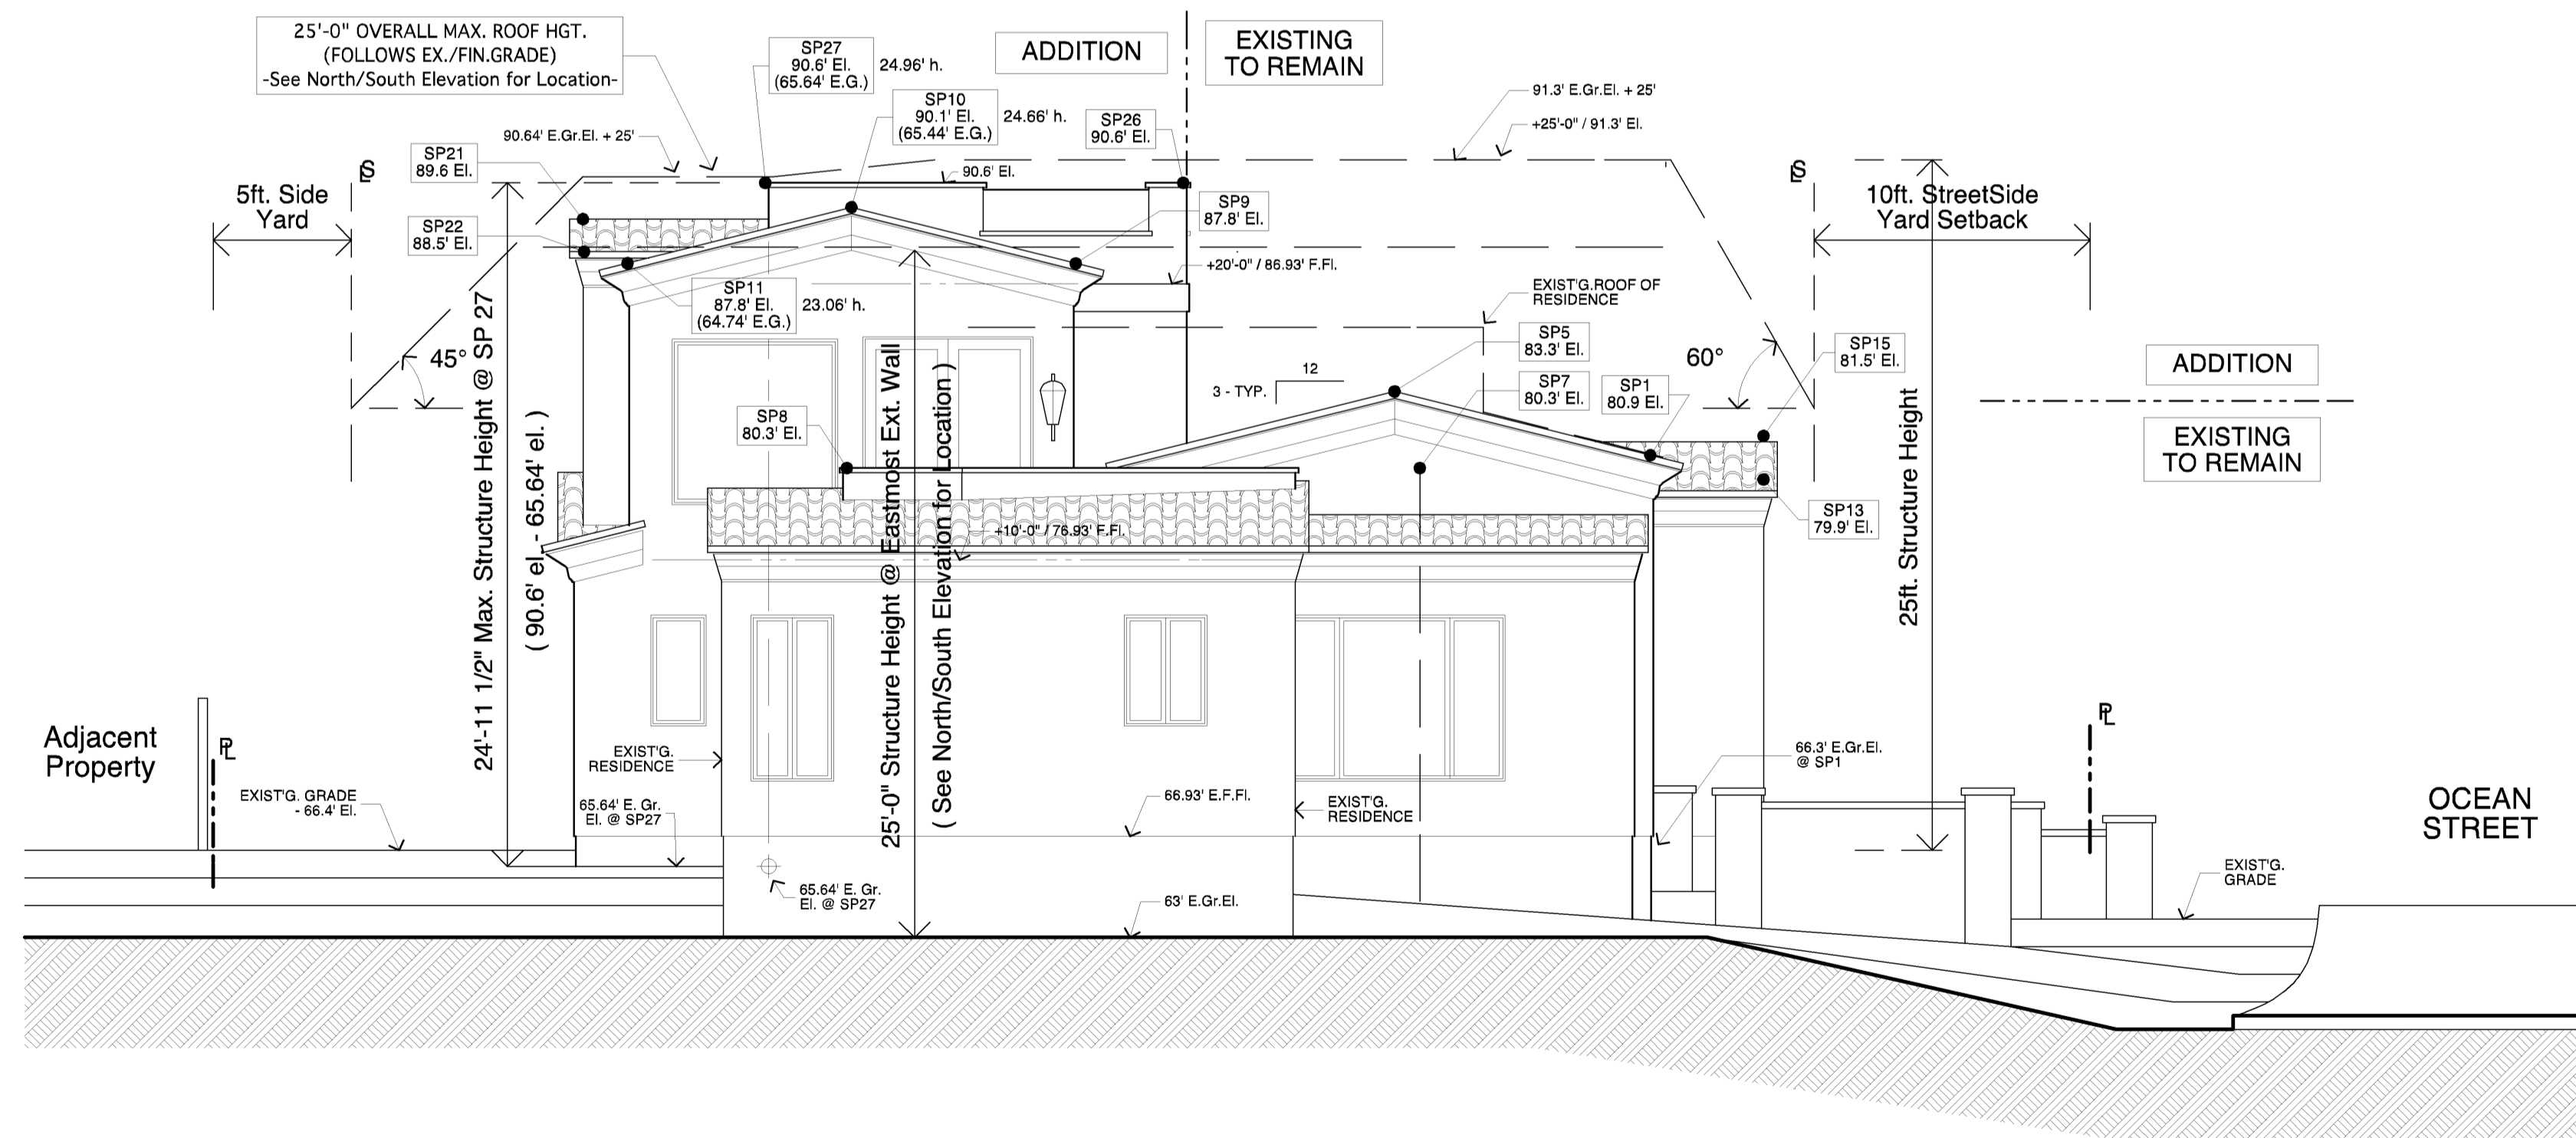 25'-0" OVERALL MAX. ROOF HGT.
(FOLLOWS EX./FIN.GRADE)
-See North/South Elevation for Location-
SP27
90.6' El.
(65.64' E.G.)
24.96' h.
ADDITION
EXISTING
TO REMAIN
SP10
90.1' El.
(65.44' E.G.)
24.66' h.
SP26
90.6' El.
91.3' E.Gr.El. + 25'
+25'-0" / 91.3' El.
90.64' E.Gr.El. + 25'
SP21
89.6 El.
90.6' El.
SL
SL
5ft. Side
Yard
10ft. StreetSide
Yard Setback
SP22
88.5' El.
SP9
87.8' El.
+20'-0" / 86.93' F.Fl.
SP11
87.8' El.
(64.74' E.G.)
23.06' h.
EXIST'G.ROOF OF
RESIDENCE
45°
60°
SP5
83.3' El.
SP15
81.5' El.
ADDITION
12
3 - TYP.
SP7
80.3' El.
SP1
80.9 El.
SP8
80.3' El.
EXISTING
TO REMAIN
24'-11 1/2" Max. Structure Height @ SP 27
( 90.6' el. - 65.64' el. )
25'-0" Structure Height @ Eastmost Ext. Wall
( See North/South Elevation for Location )
25ft. Structure Height
SP13
79.9' El.
+10'-0" / 76.93' F.Fl.
Adjacent
Property
PL
PL
EXIST'G.
RESIDENCE
66.3' E.Gr.El.
@ SP1
EXIST'G. GRADE
- 66.4' El.
65.64' E. Gr.
El. @ SP27
66.93' E.F.Fl.
EXIST'G.
RESIDENCE
OCEAN
STREET
65.64' E. Gr.
El. @ SP27
63' E.Gr.El.
EXIST'G.
GRADE